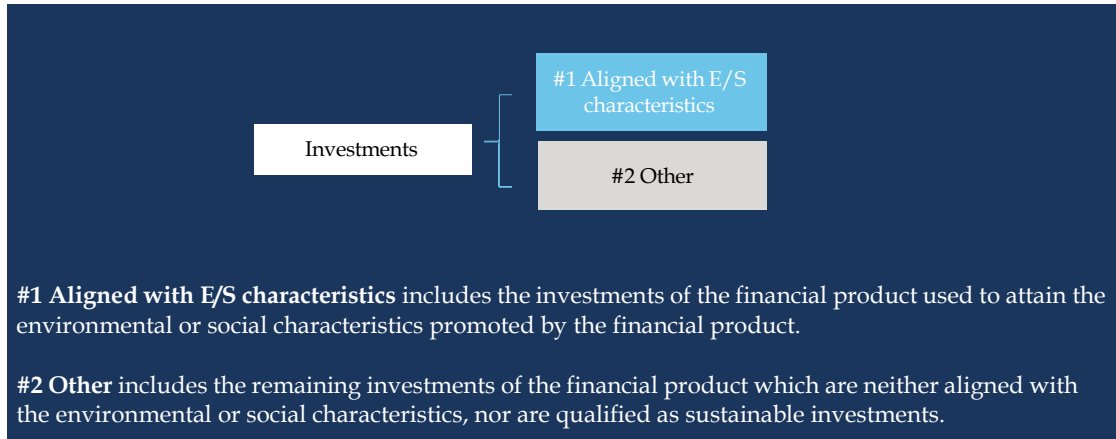 #1 Aligned with E/S
characteristics
Investments
#2 Other
#1 Aligned with E/S characteristics includes the investments of the financial product used to attain the
environmental or social characteristics promoted by the financial product.
#2 Other includes the remaining investments of the financial product which are neither aligned with
the environmental or social characteristics, nor are qualified as sustainable investments.